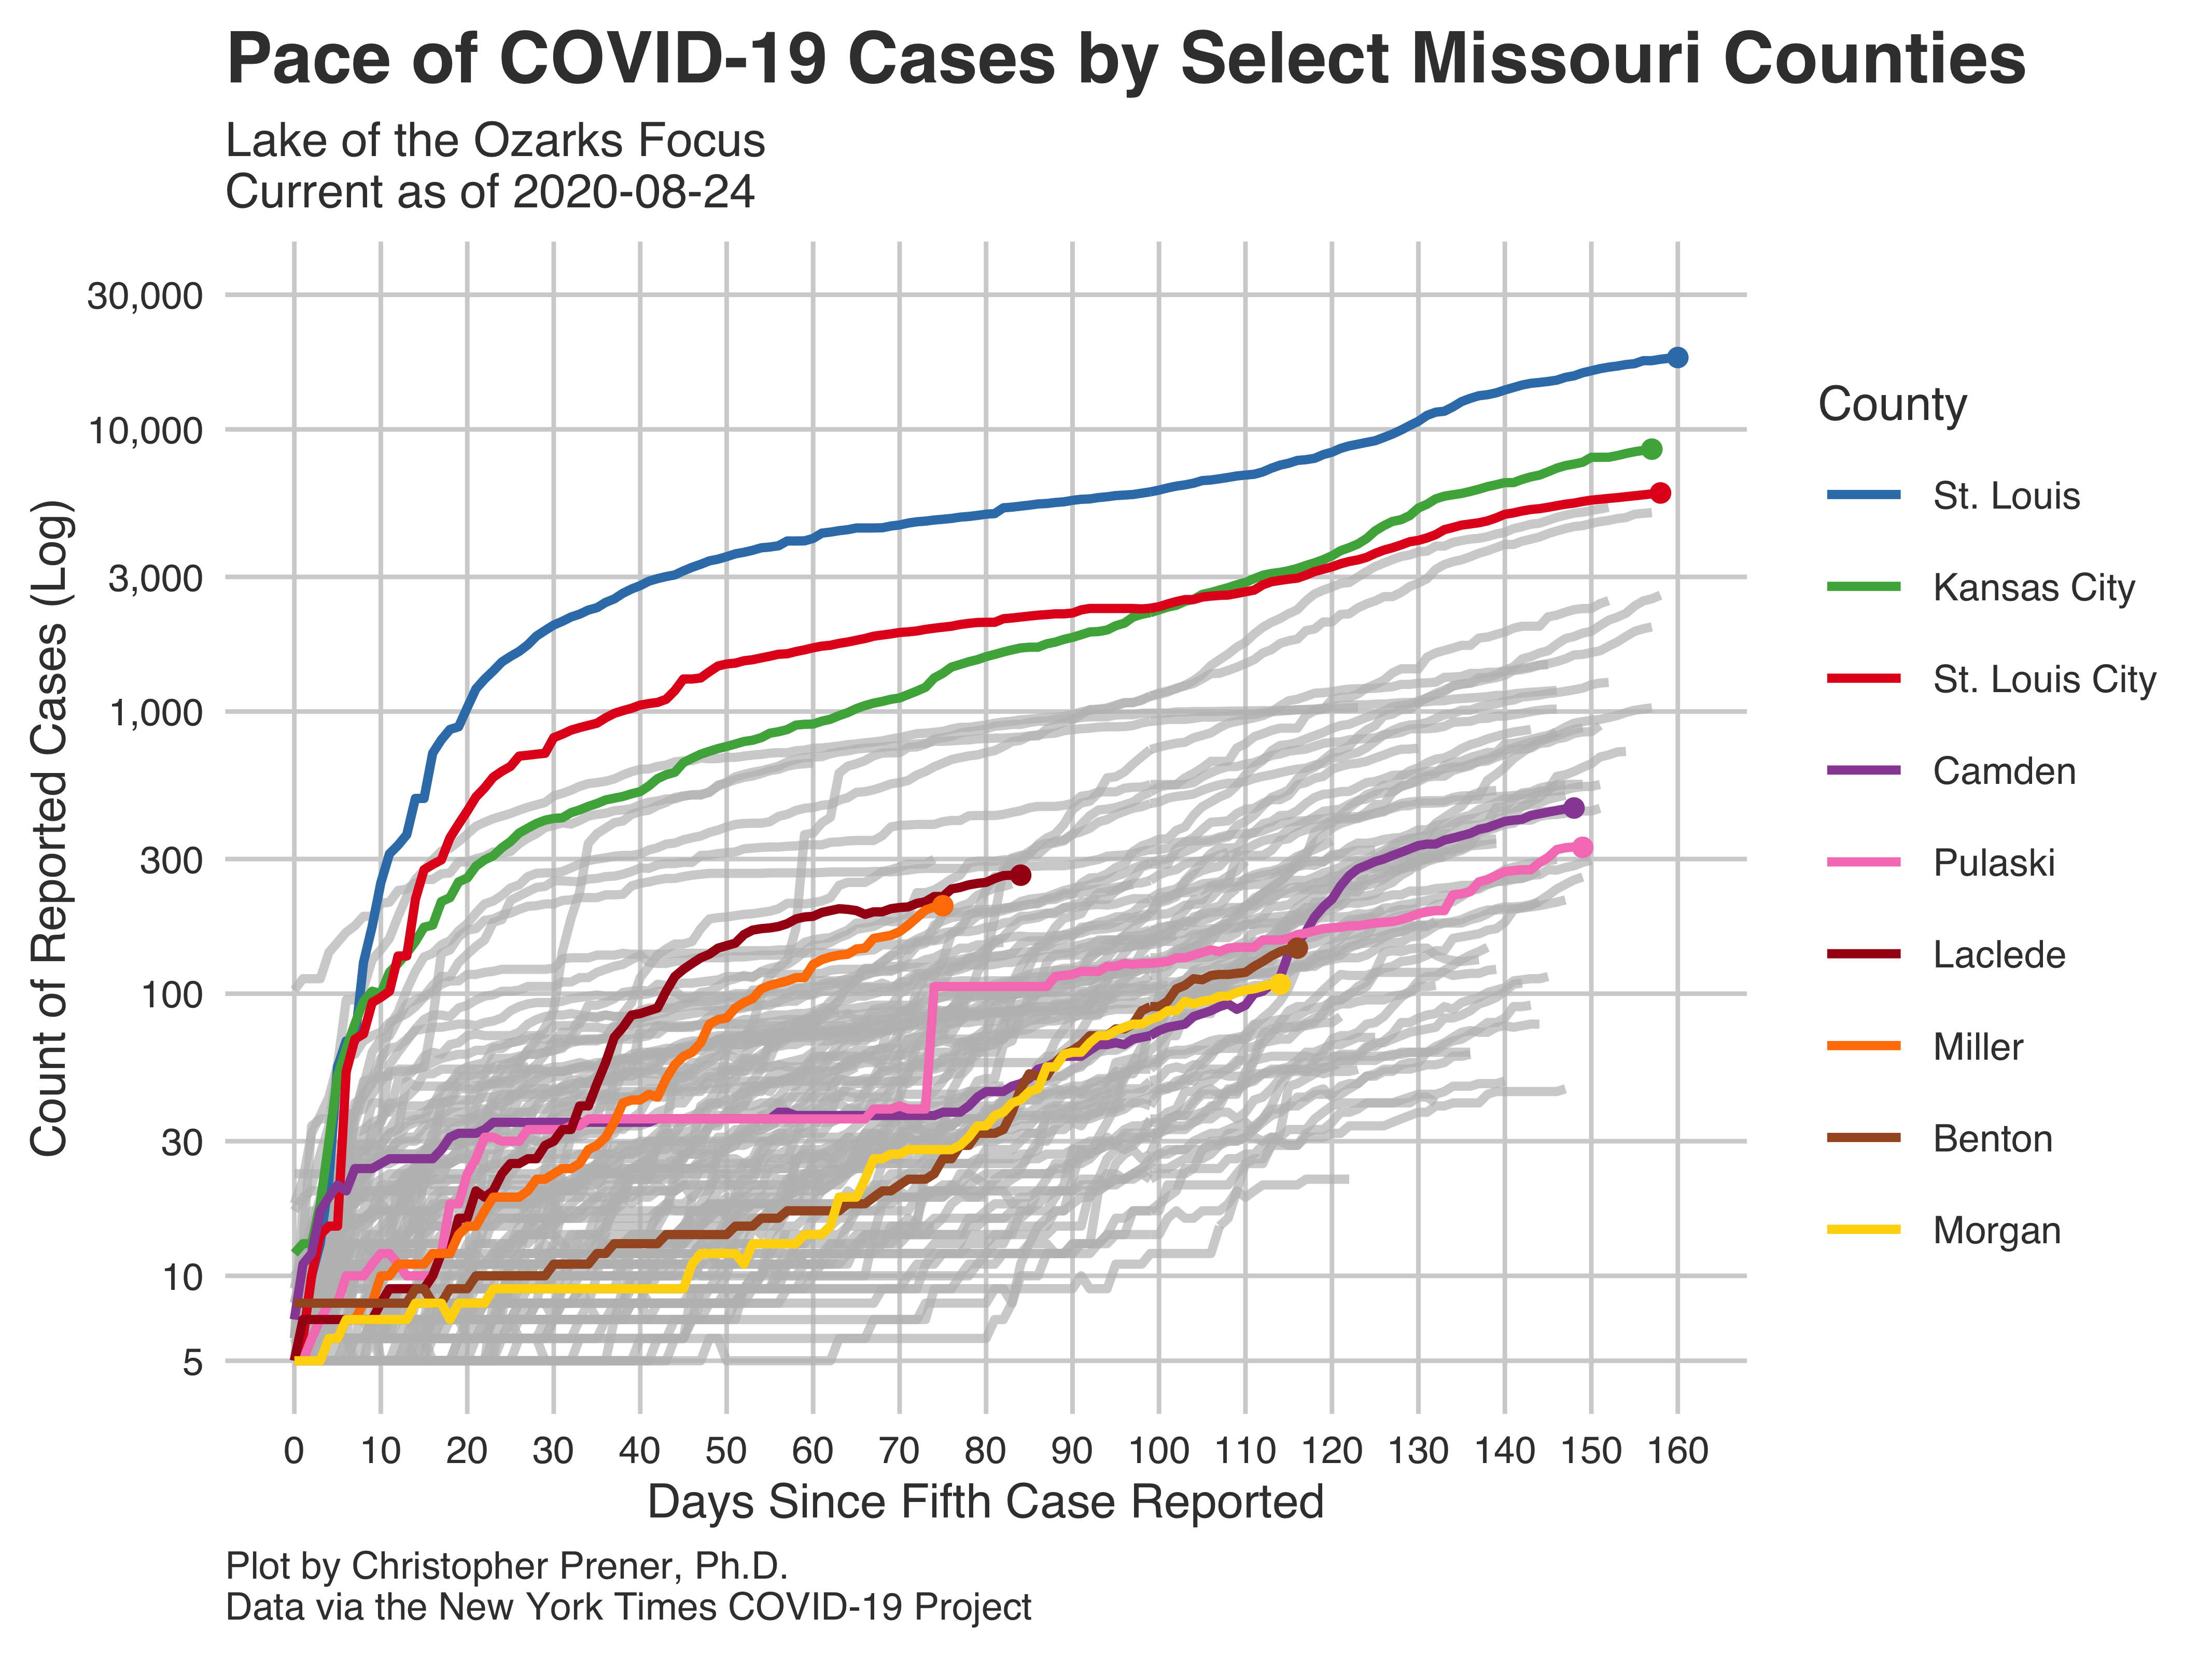 Pace of COVID-19 Cases by Select Missouri Counties
Lake of the Ozarks Focus
Current as of 2020-08-24
Count of Reported Cases (Log)
30,000
10,000
3,000
1,000
300
100
30
10
5
0 10 20 30 40 50 60 70 80 90 100 110 120 130 140 150 160
Days Since Fifth Case Reported
County
St. Louis
Kansas City
St. Louis City
Camden
Pulaski
Laclede
Miller
Benton
Morgan
Plot by Christopher Prener, Ph.D.
Data via the New York Times COVID-19 Project